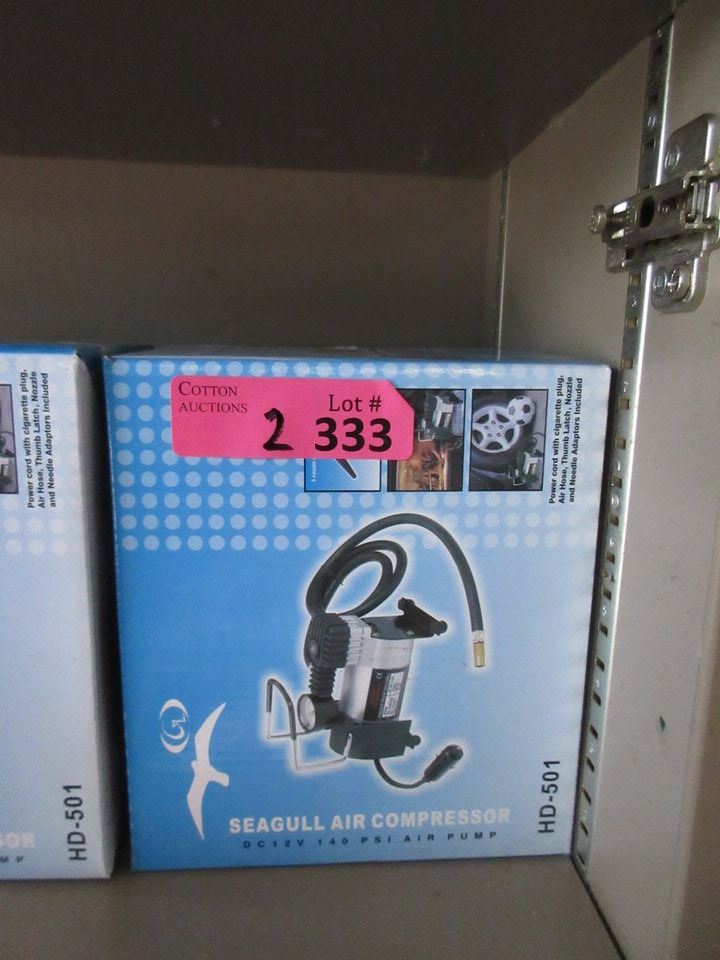 COTTON
AUCTIONS
2
Lot #
333
Power cord with cigarette plug,
Air Hose, Thumb Latch, Nozzle
and Needle Adaptors Included
SEAGULL AIR COMPRESSOR
DC12V 140 PSI AIR PUMP
HD-501
Power cord with cigarette plug,
Air Hose, Thumb Latch, Nozzle
and Needle Adaptors Included
HD-501